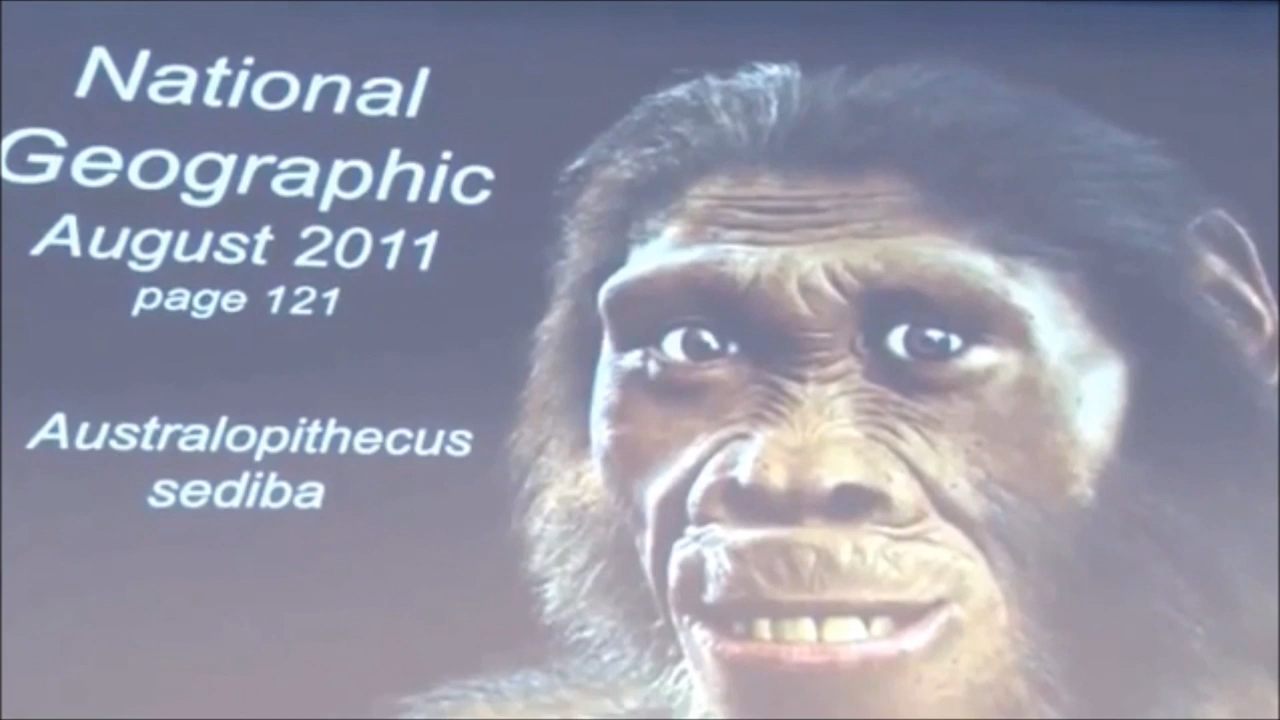 National
Geographic
August 2011
page 121
Australopithecus
sediba